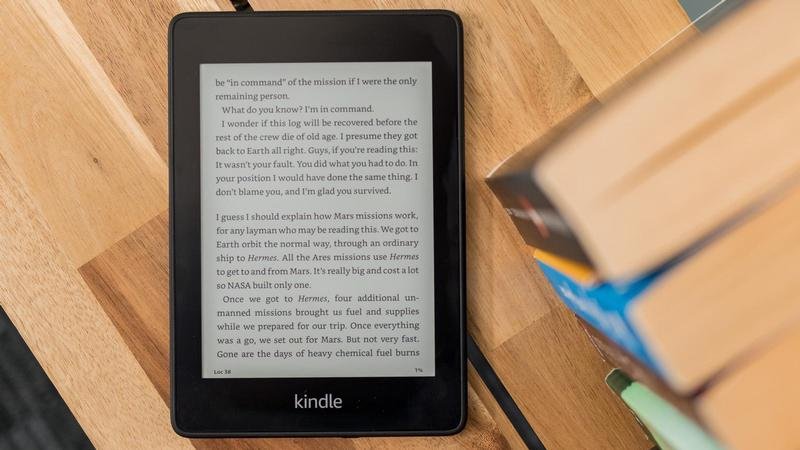 be “in command” of the mission if I were the only
remaining person.
What do you know? I’m in command.
I wonder if this log will be recovered before the
rest of the crew die of old age. I presume they got
back to Earth all right. Guys, if you’re reading this:
It wasn’t your fault. You did what you had to do. In
your position I would have done the same thing. I
don’t blame you, and I’m glad you survived.
I guess I should explain how Mars missions work,
for any layman who may be reading this. We got to
Earth orbit the normal way, through an ordinary
ship to Hermes. All the Ares missions use Hermes
to get to and from Mars. It’s really big and cost a lot
so NASA built only one.
Once we got to Hermes, four additional un-
manned missions brought us fuel and supplies
while we prepared for our trip. Once everything
was a go, we set out for Mars. But not very fast.
Gone are the days of heavy chemical fuel burns
Loc 38 1%
kindle